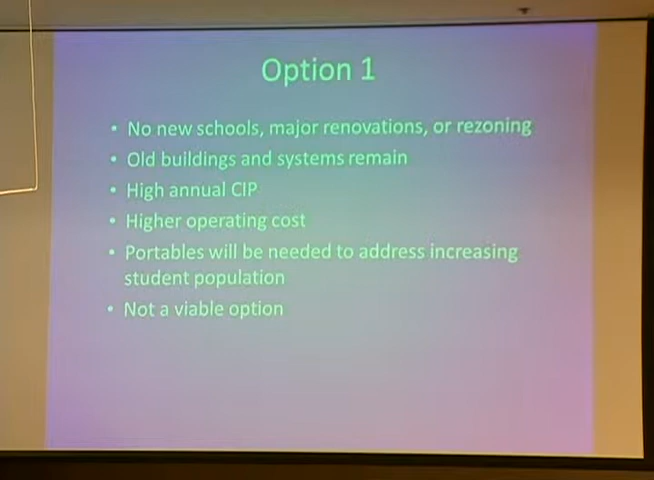 Option 1
• No new schools, major renovations, or rezoning
• Old buildings and systems remain
• High annual CIP
• Higher operating cost
• Portables will be needed to address increasing
student population
• Not a viable option